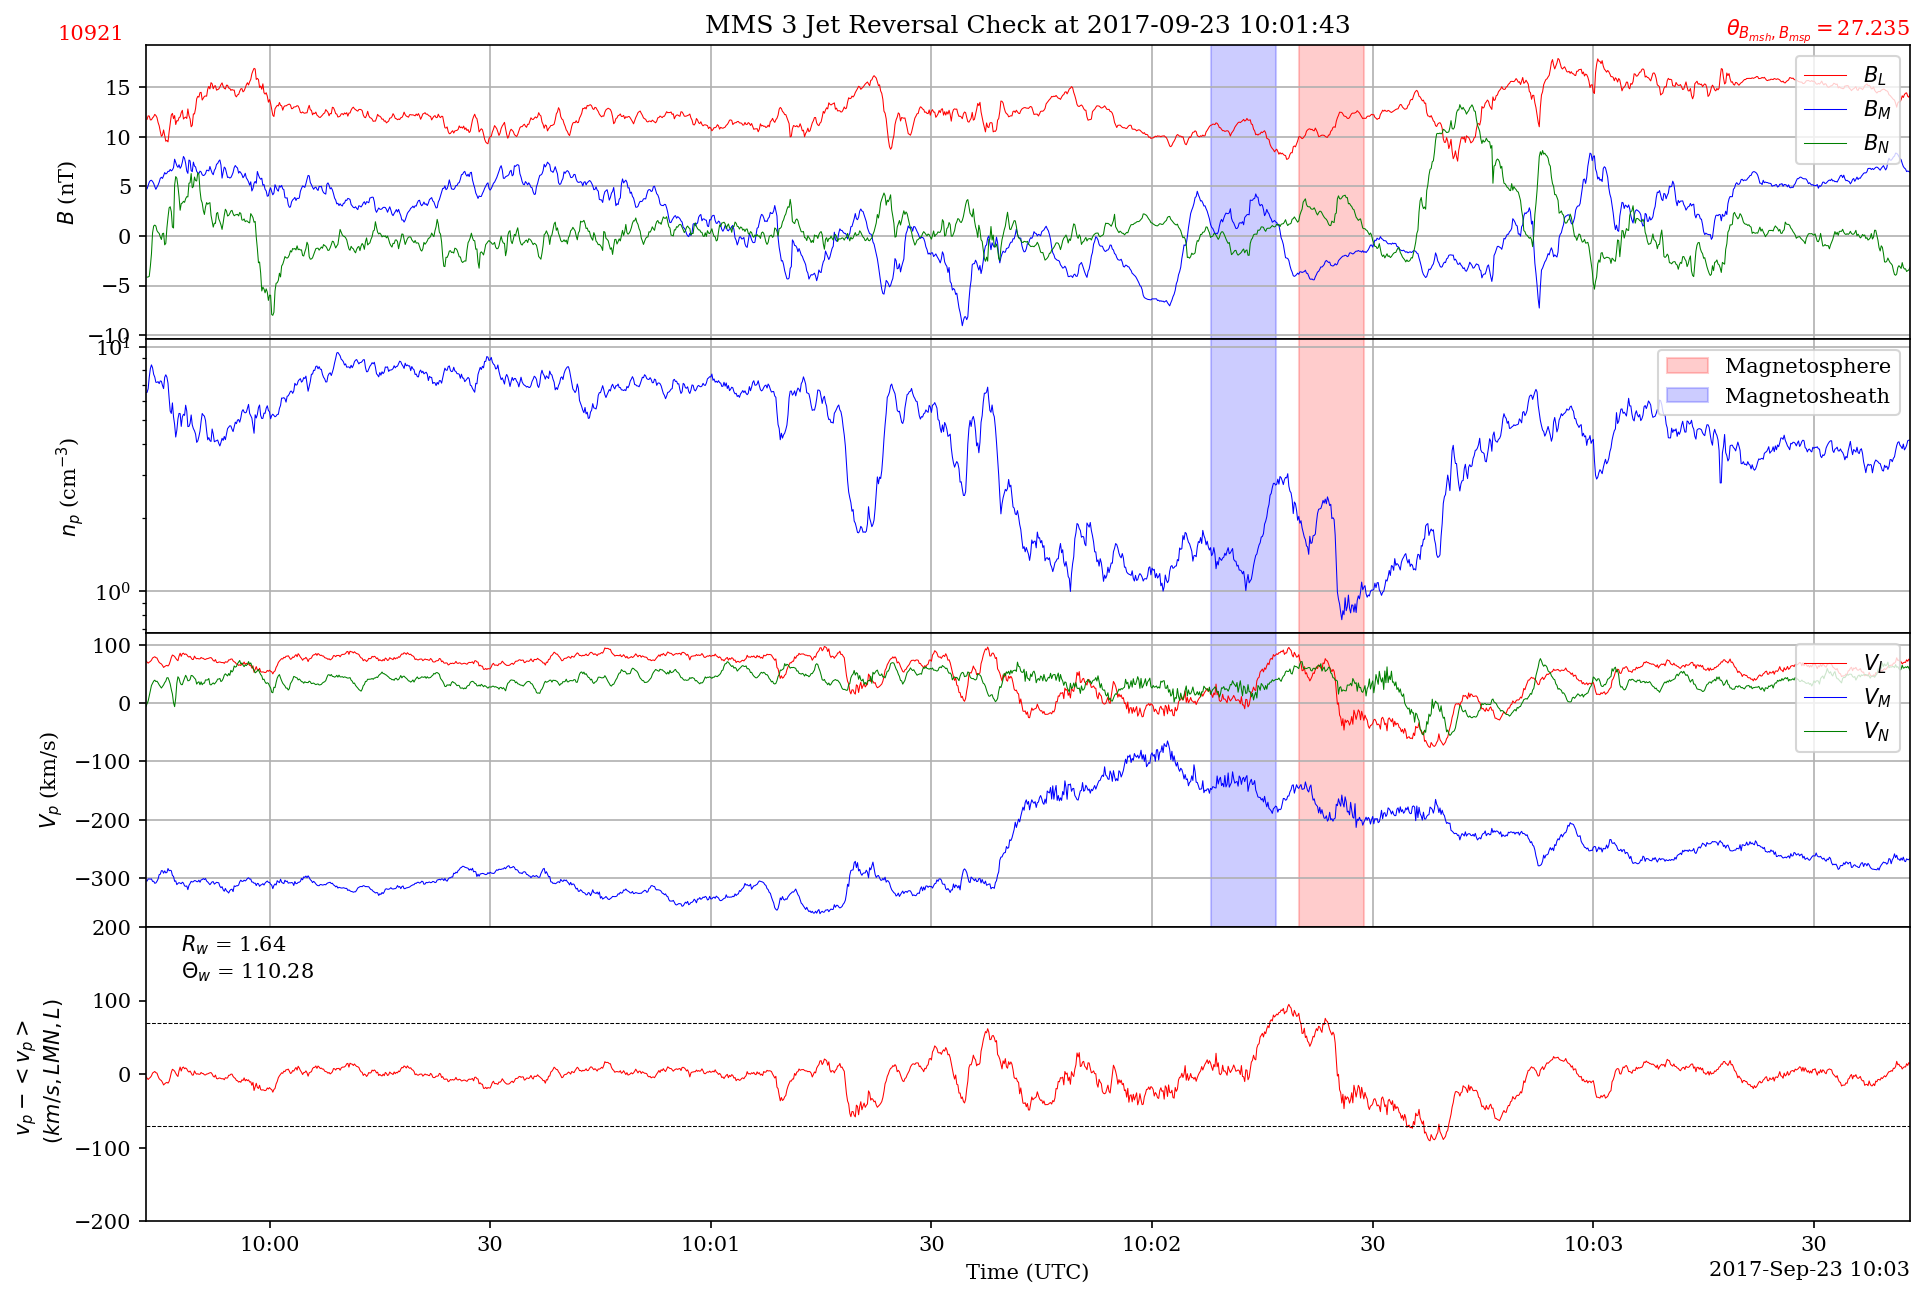 MMS 3 Jet Reversal Check at 2017-09-23 10:01:43
10921
θ_{B_{msh}, B_{msp}} = 27.235
B (nT)
15
10
5
0
−5
−10
B_L
B_M
B_N
n_p (cm^{−3})
10^1
10^0
Magnetosphere
Magnetosheath
V_p (km/s)
100
0
−100
−200
−300
V_L
V_M
V_N
v_p − < v_p >
(km/s, LMN, L)
200
100
0
−100
−200
R_w = 1.64
Θ_w = 110.28
10:00
30
10:01
30
10:02
30
10:03
30
Time (UTC)
2017-Sep-23 10:03